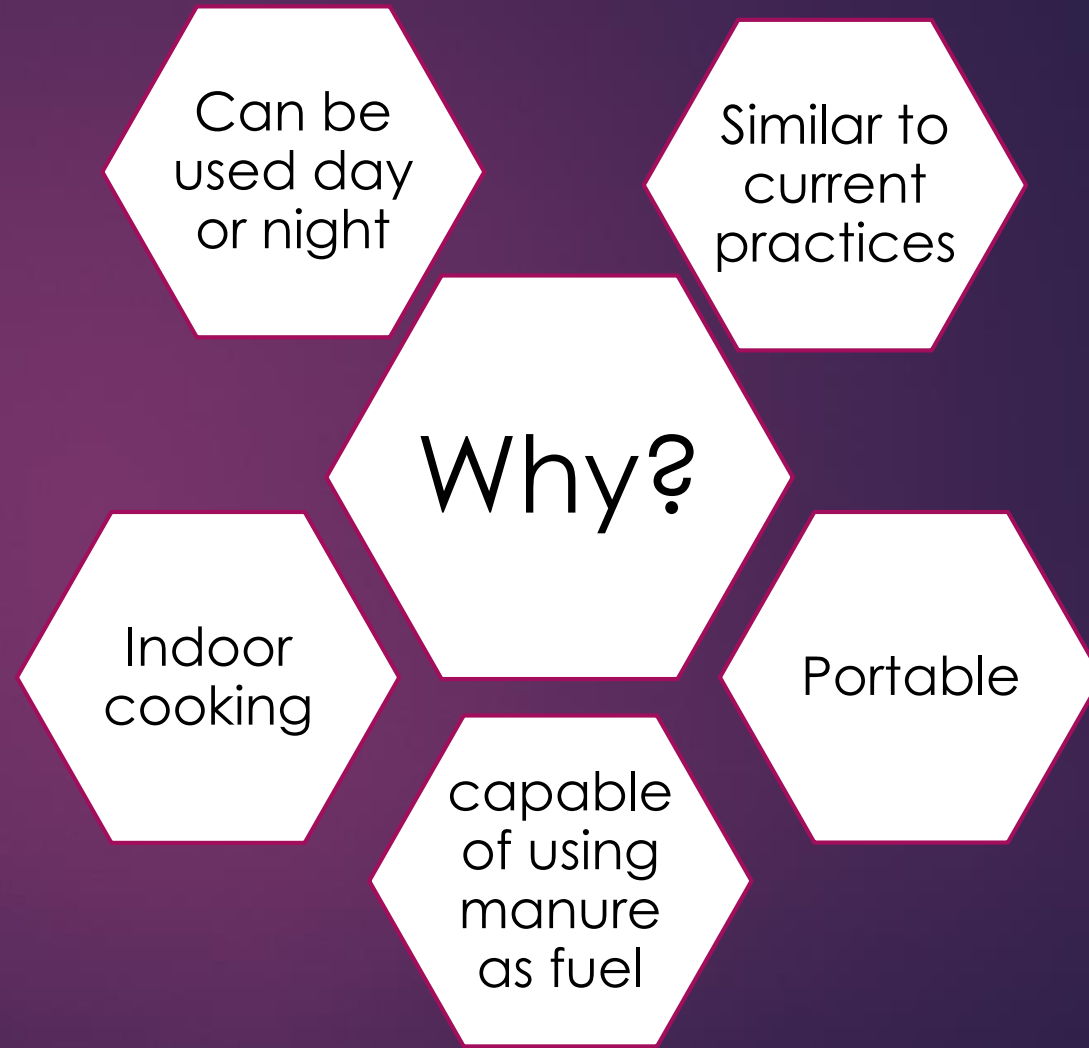 Can be
used day
or night
Similar to
current
practices
Why?
Indoor
cooking
Portable
capable
of using
manure
as fuel